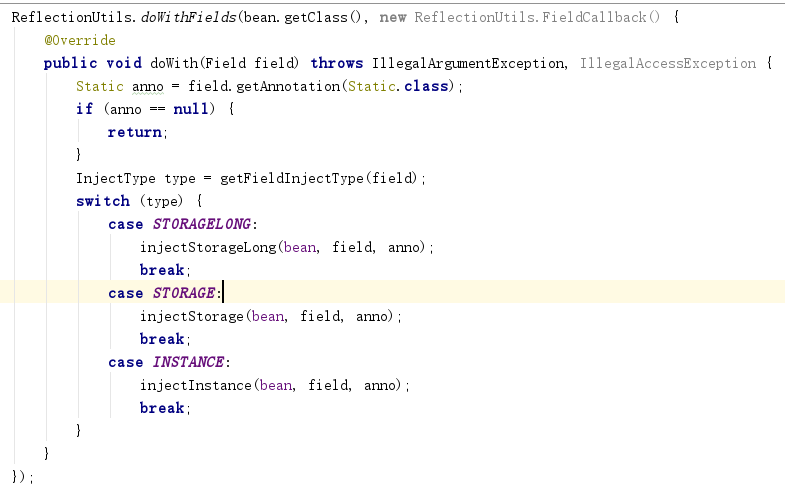 ReflectionUtils.doWithFields(bean.getClass(), new ReflectionUtils.FieldCallback() {
    @Override
    public void doWith(Field field) throws IllegalArgumentException, IllegalAccessException {
        Static anno = field.getAnnotation(Static.class);
        if (anno == null) {
            return;
        }
        InjectType type = getFieldInjectType(field);
        switch (type) {
            case STORAGELONG:
                injectStorageLong(bean, field, anno);
                break;
            case STORAGE:
                injectStorage(bean, field, anno);
                break;
            case INSTANCE:
                injectInstance(bean, field, anno);
                break;
        }
    }
});